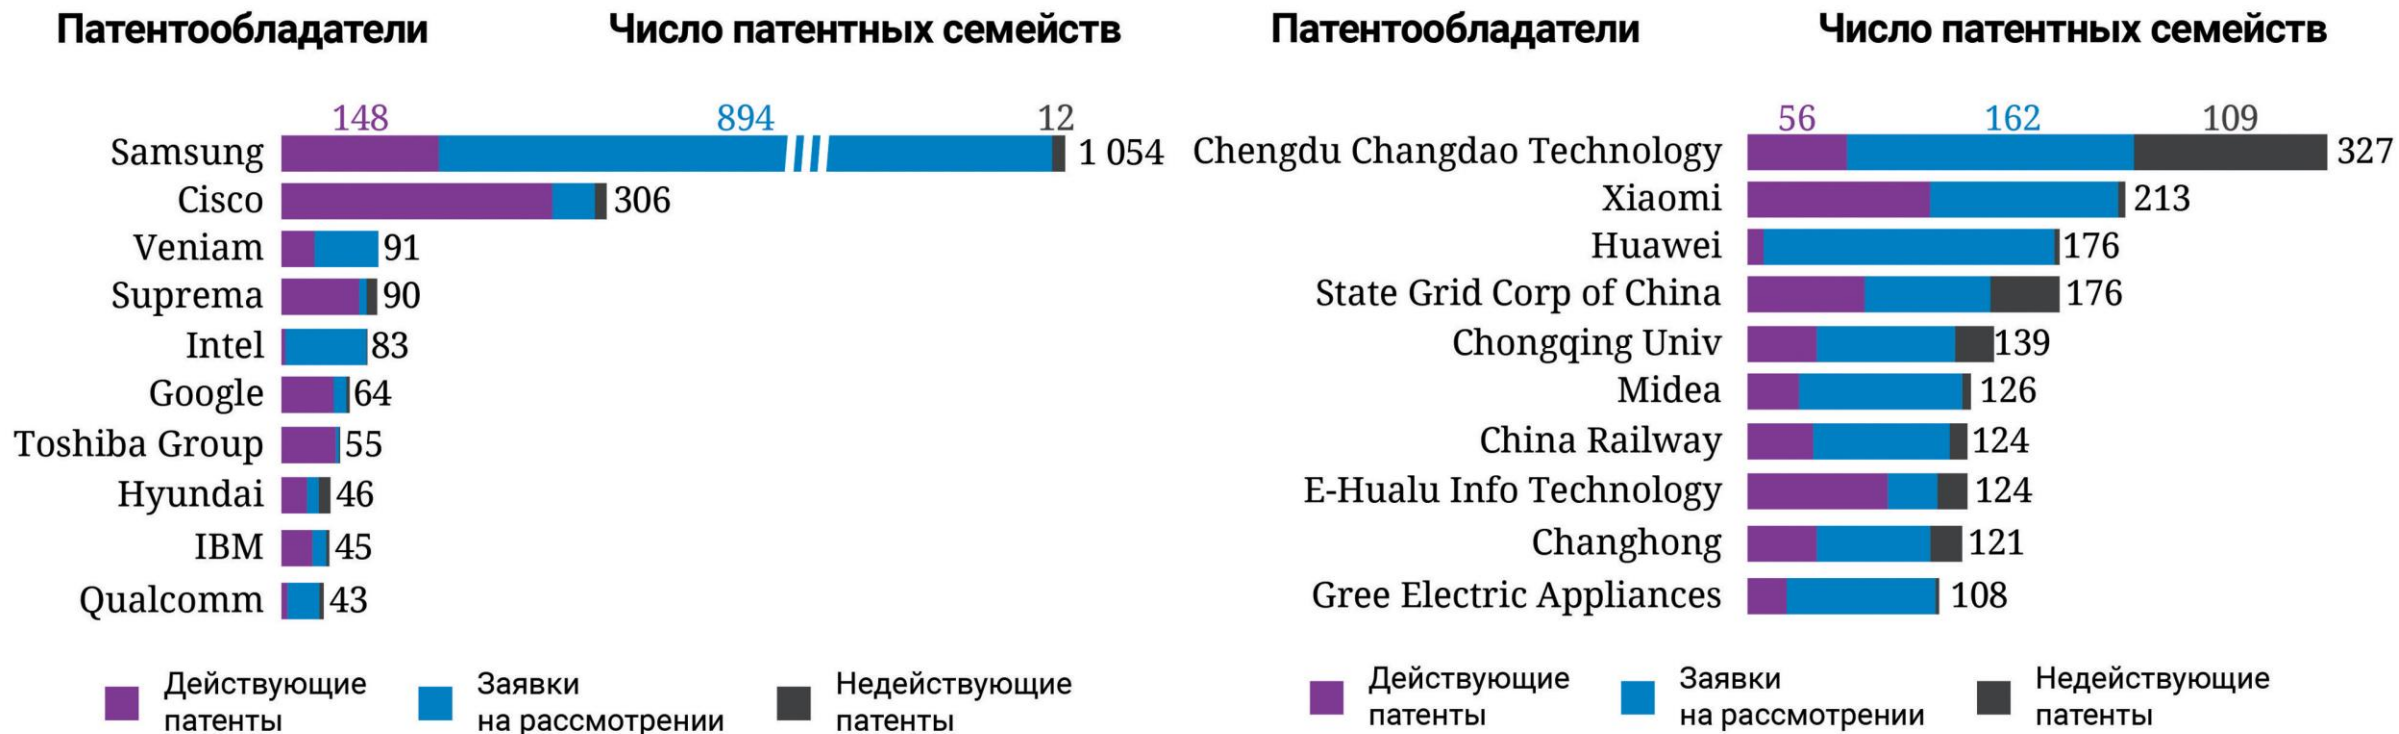 Патентообладатели
Число патентных семейств
148
894
12
Samsung
1 054
Cisco
306
Veniam
91
Suprema
90
Intel
83
Google
64
Toshiba Group
55
Hyundai
46
IBM
45
Qualcomm
43
Действующие
патенты
Заявки
на рассмотрении
Недействующие
патенты
Патентообладатели
Число патентных семейств
56
162
109
Chengdu Changdao Technology
327
Xiaomi
213
Huawei
176
State Grid Corp of China
176
Chongqing Univ
139
Midea
126
China Railway
124
E-Hualu Info Technology
124
Changhong
121
Gree Electric Appliances
108
Действующие
патенты
Заявки
на рассмотрении
Недействующие
патенты